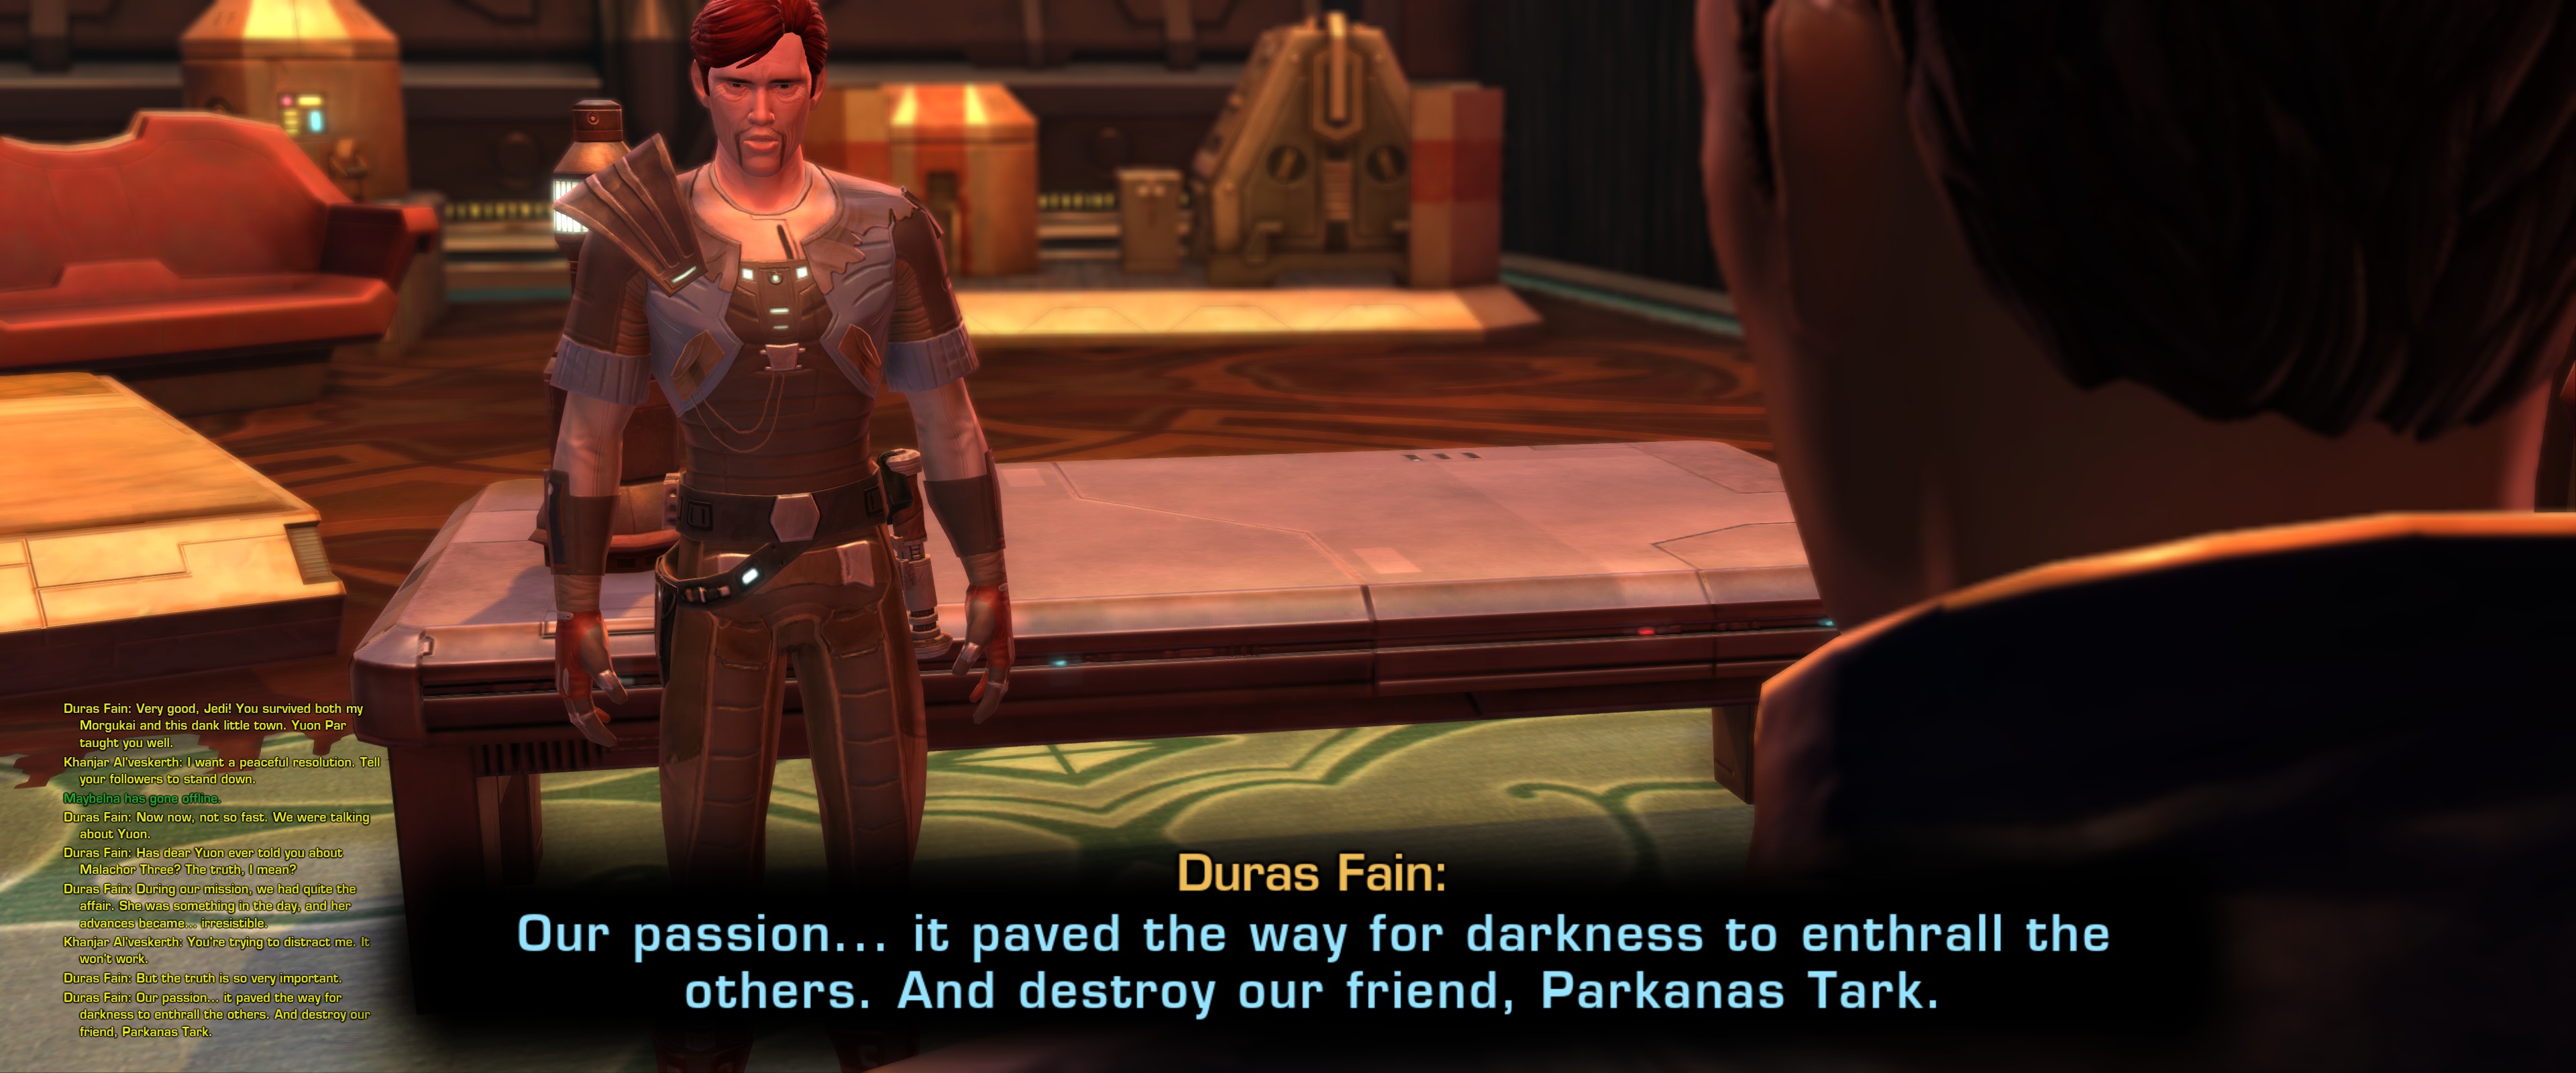 Duras Fain: Very good, Jedi! You survived both my
Morgukai and this dank little town. Yuon Par
taught you well.
Khanjar Al'veskerth: I want a peaceful resolution. Tell
your followers to stand down.
Maybelna has gone offline.
Duras Fain: Now now, not so fast. We were talking
about Yuon.
Duras Fain: Has dear Yuon ever told you about
Malachor Three? The truth, I mean?
Duras Fain: During our mission, we had quite the
affair. She was something in the day, and her
advances became... irresistible.
Khanjar Al'veskerth: You're trying to distract me. It
won't work.
Duras Fain: But the truth is so very important.
Duras Fain: Our passion... it paved the way for
darkness to enthrall the others. And destroy our
friend, Parkanas Tark.
Duras Fain:
Our passion... it paved the way for darkness to enthrall the
others. And destroy our friend, Parkanas Tark.